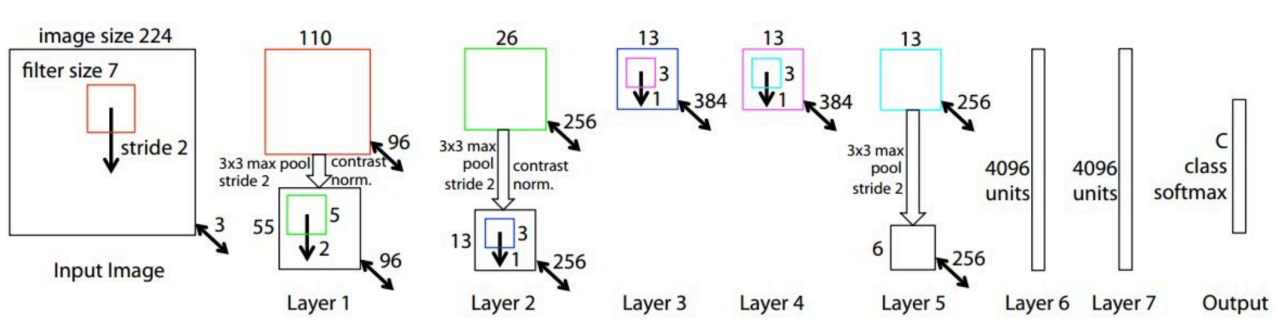 image size 224
filter size 7
stride 2
3
Input Image
110
96
3x3 max pool
stride 2
contrast
norm.
55
5
2
96
Layer 1
26
256
3x3 max
pool
stride 2
contrast
norm.
13
3
1
256
Layer 2
13
3
1
384
Layer 3
13
3
1
384
Layer 4
13
256
3x3 max
pool
stride 2
6
256
Layer 5
4096
units
Layer 6
4096
units
Layer 7
C
class
softmax
Output